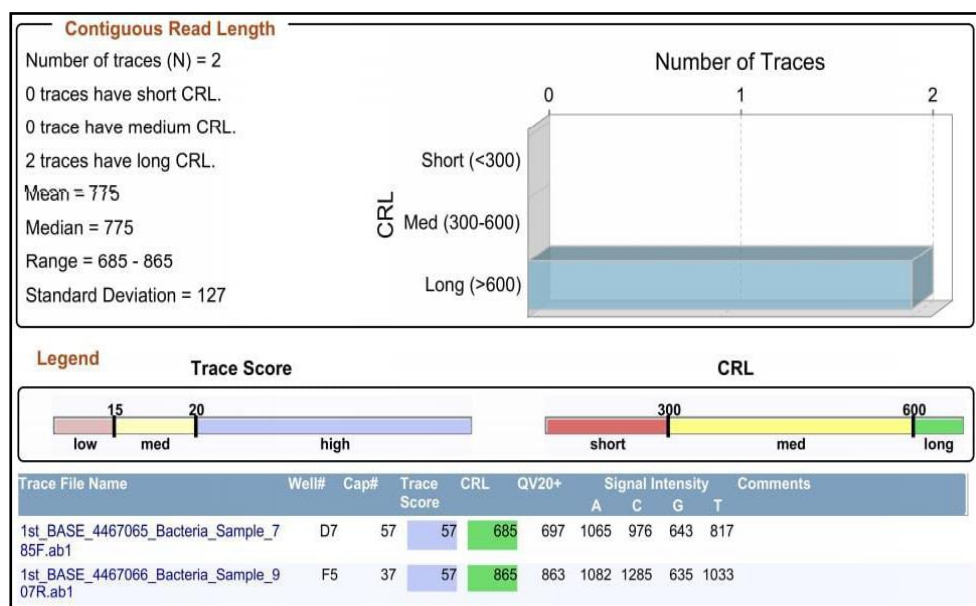 Contiguous Read Length
Number of traces (N) = 2
0 traces have short CRL.
0 trace have medium CRL.
2 traces have long CRL.
Mean = 775
Median = 775
Range = 685 - 865
Standard Deviation = 127
Number of Traces
0 1 2
CRL
Short (<300)
Med (300-600)
Long (>600)
Legend
Trace Score CRL
15 20 300 600
low med high short med long
Trace File Name Well# Cap# Trace Score CRL QV20+ Signal Intensity Comments
A C G T
1st_BASE_4467065_Bacteria_Sample_7 D7 57 57 685 697 1065 976 643 817
85F.ab1
1st_BASE_4467066_Bacteria_Sample_9 F5 37 57 865 863 1082 1285 635 1033
07R.ab1